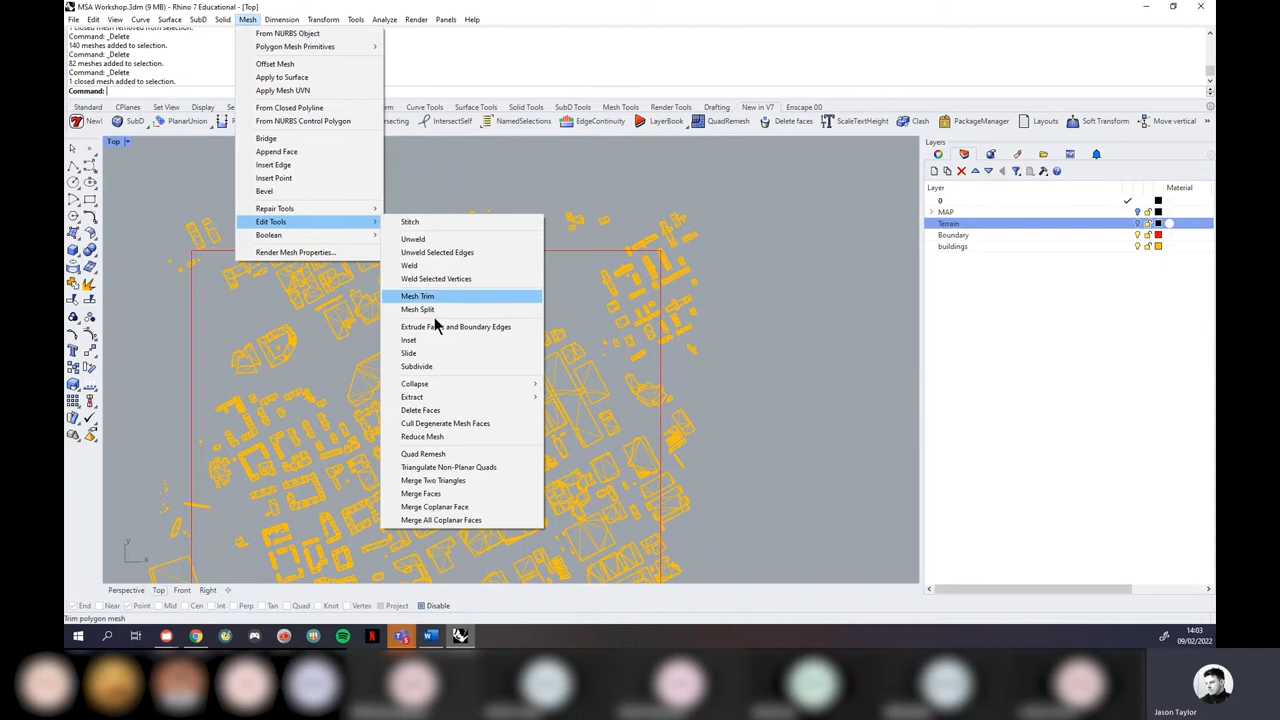 MSA Workshop.3dm (9 MB) - Rhino 7 Educational - [Top]
File Edit View Curve Surface SubD Solid Mesh Dimension Transform Tools Analyze Render Panels Help
1 closed mesh removed from selection.
Command: _Delete
140 meshes added to selection.
Command: _Delete
82 meshes added to selection.
Command: _Delete
1 closed mesh added to selection.
Command:
Standard CPlanes Set View Display Curve Tools Surface Tools Solid Tools SubD Tools Mesh Tools Render Tools Drafting New in V7 Enscape 00
New! SubD PlanarUnion IntersectSelf NamedSelections EdgeContinuity LayerBook QuadRemesh Delete faces ScaleTextHeight Clash PackageManager Layouts Soft Transform Move vertical
Top
From NURBS Object
Polygon Mesh Primitives
Offset Mesh
Apply to Surface
Apply Mesh UVN
From Closed Polyline
From NURBS Control Polygon
Bridge
Append Face
Insert Edge
Insert Point
Bevel
Repair Tools
Edit Tools
Boolean
Render Mesh Properties...
Stitch
Unweld
Unweld Selected Edges
Weld
Weld Selected Vertices
Mesh Trim
Mesh Split
Extrude and Boundary Edges
Inset
Slide
Subdivide
Collapse
Extract
Delete Faces
Cull Degenerate Mesh Faces
Reduce Mesh
Quad Remesh
Triangulate Non-Planar Quads
Merge Two Triangles
Merge Faces
Merge Coplanar Face
Merge All Coplanar Faces
Layers
Layer Material
0
MAP
Terrain
Boundary
buildings
y
x
Perspective Top Front Right
End Near Point Mid Cen Int Perp Tan Quad Knot Vertex Project Disable
Trim polygon mesh
14:03
09/02/2022
Jason Taylor